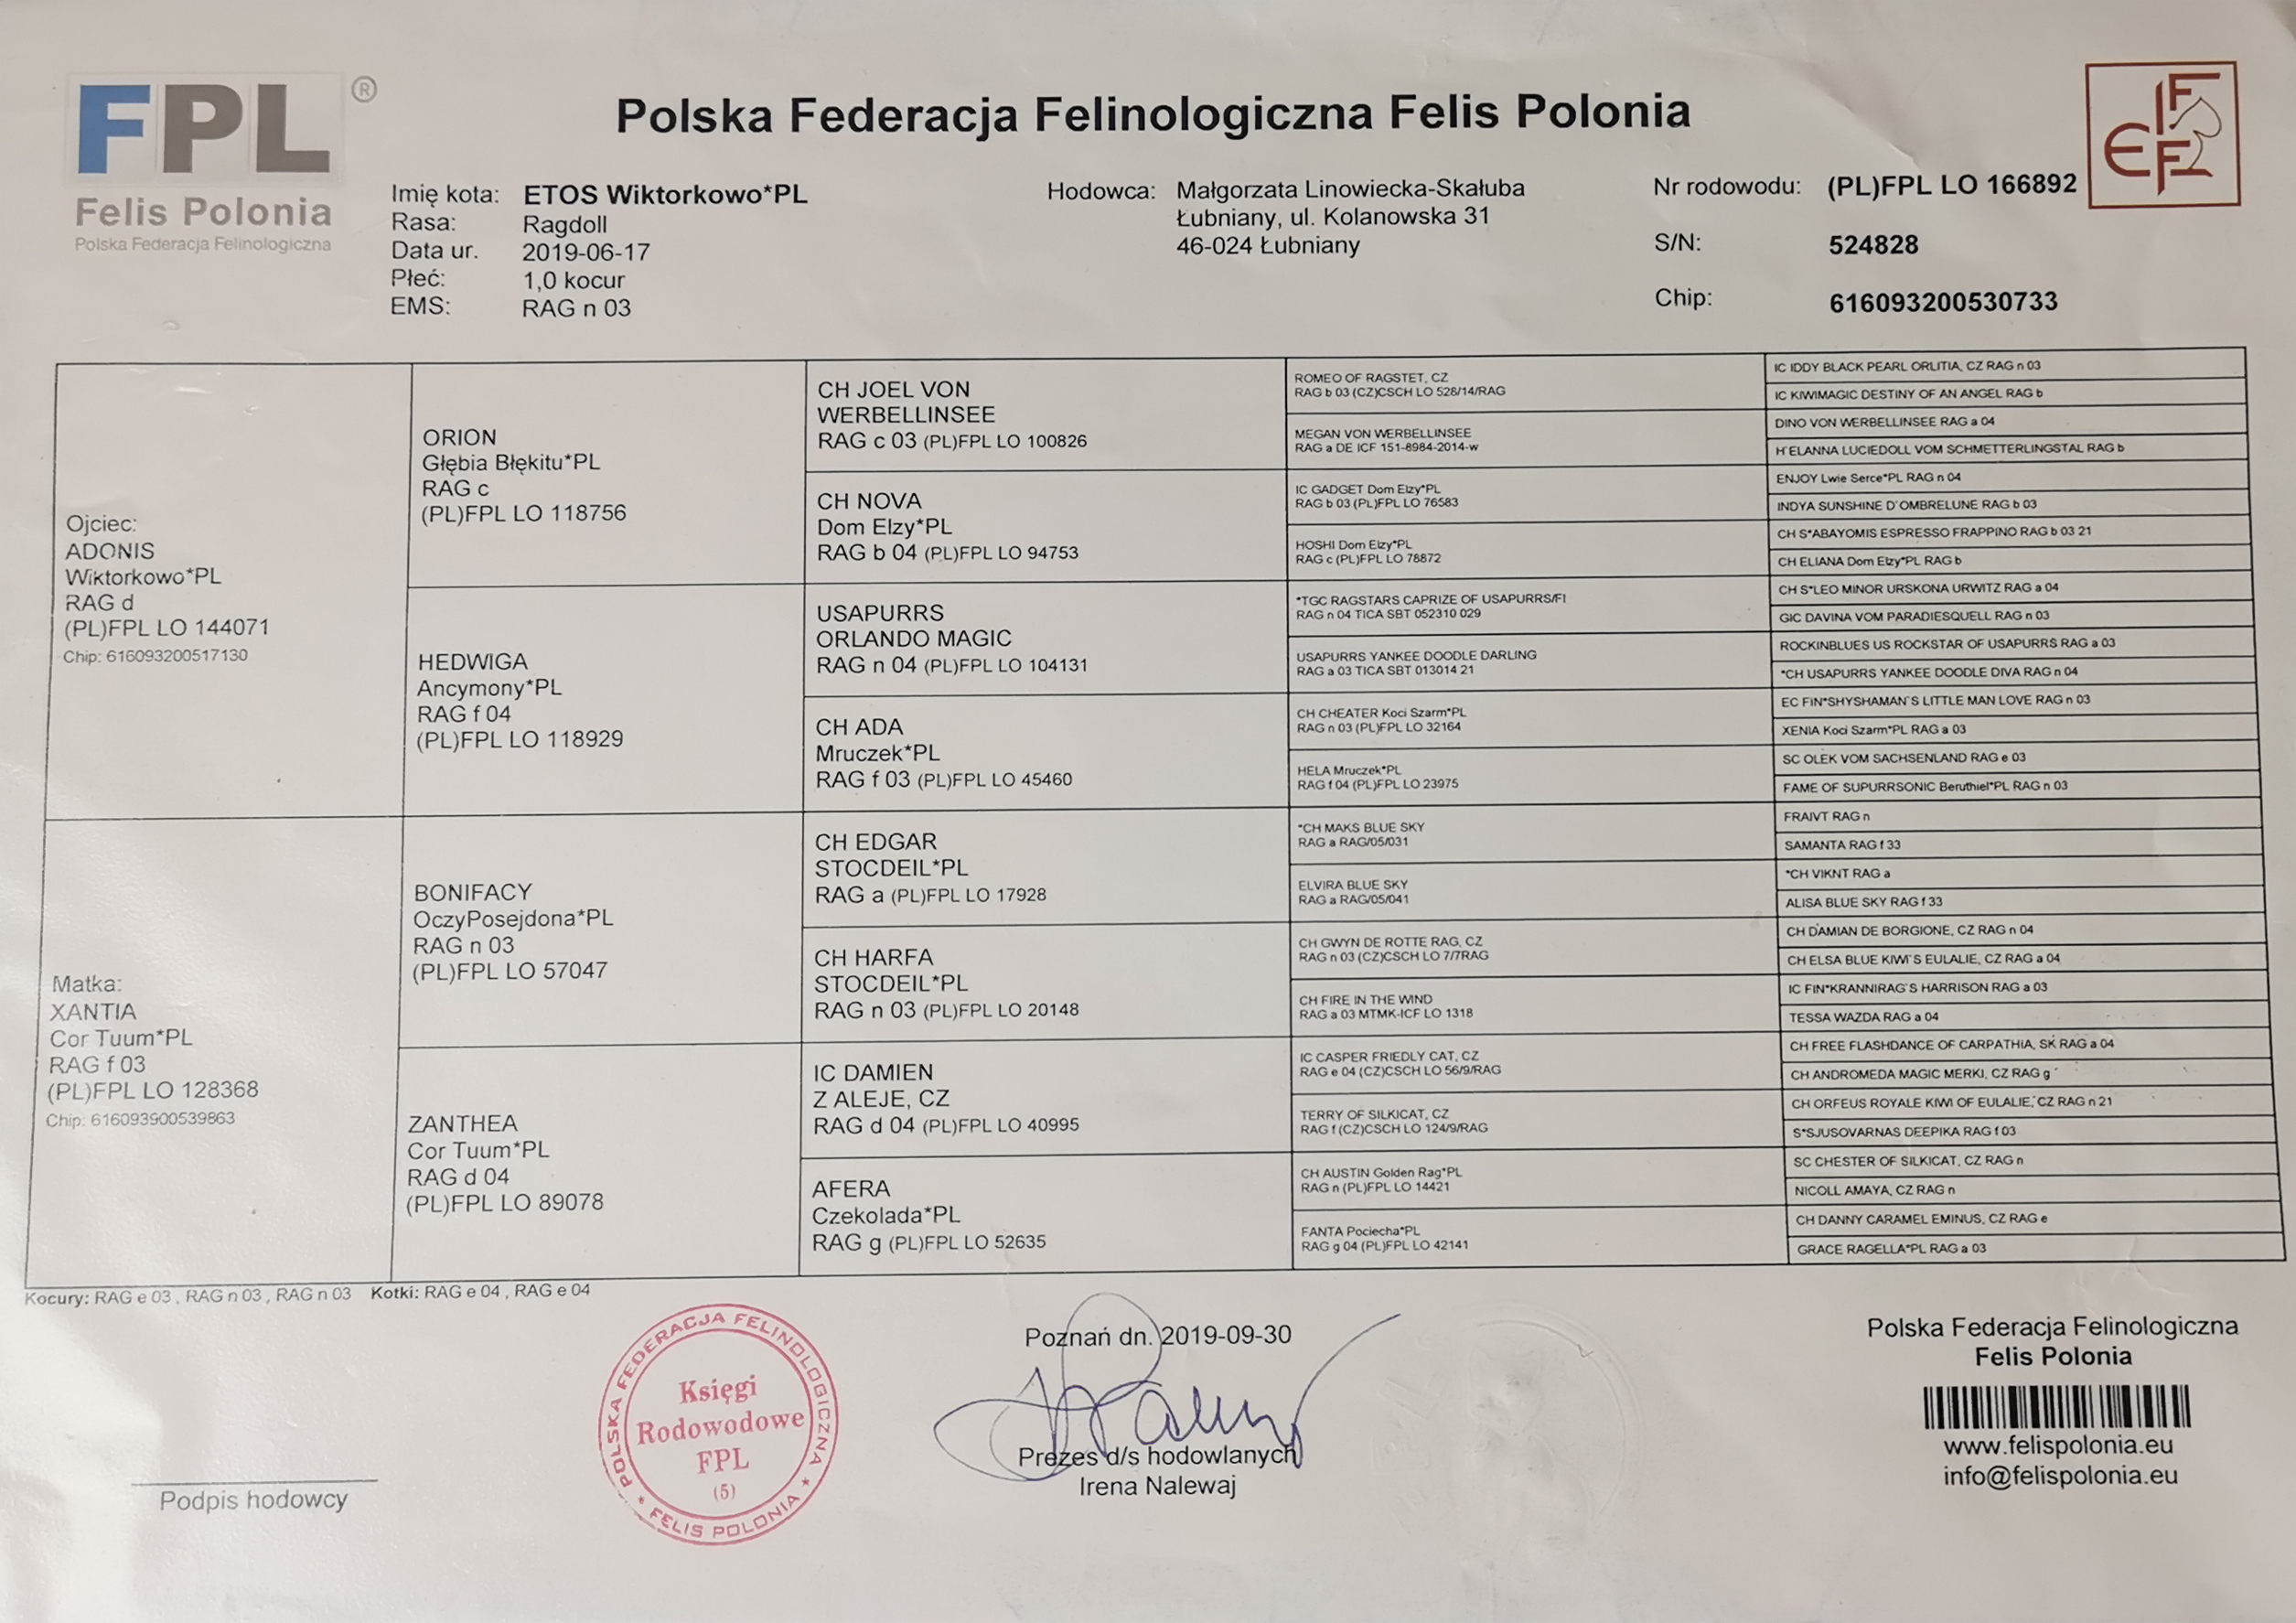 FPL ®
Felis Polonia
Polska Federacja Felinologiczna
Polska Federacja Felinologiczna Felis Polonia
Imię kota: ETOS Wiktorkowo*PL
Rasa: Ragdoll
Data ur. 2019-06-17
Płeć: 1,0 kocur
EMS: RAG n 03
Hodowca: Małgorzata Linowiecka-Skałuba
Łubniany, ul. Kolanowska 31
46-024 Łubniany
Nr rodowodu: (PL)FPL LO 166892
S/N: 524828
Chip: 616093200530733
FIFE
Ojciec:
ADONIS
Wiktorkowo*PL
RAG d
(PL)FPL LO 144071
Chip: 616093200517130
Matka:
XANTIA
Cor Tuum*PL
RAG f 03
(PL)FPL LO 128368
Chip: 616093900539863
ORION
Głębia Błękitu*PL
RAG c
(PL)FPL LO 118756
HEDWIGA
Ancymony*PL
RAG f 04
(PL)FPL LO 118929
BONIFACY
OczyPosejdona*PL
RAG n 03
(PL)FPL LO 57047
ZANTHEA
Cor Tuum*PL
RAG d 04
(PL)FPL LO 89078
CH JOEL VON
WERBELLINSEE
RAG c 03 (PL)FPL LO 100826
CH NOVA
Dom Elzy*PL
RAG b 04 (PL)FPL LO 94753
USAPURRS
ORLANDO MAGIC
RAG n 04 (PL)FPL LO 104131
CH ADA
Mruczek*PL
RAG f 03 (PL)FPL LO 45460
CH EDGAR
STOCDEIL*PL
RAG a (PL)FPL LO 17928
CH HARFA
STOCDEIL*PL
RAG n 03 (PL)FPL LO 20148
IC DAMIEN
Z ALEJE, CZ
RAG d 04 (PL)FPL LO 40995
AFERA
Czekolada*PL
RAG g (PL)FPL LO 52635
ROMEO OF RAGSTET, CZ
RAG b 03 (CZ)CSCH LO 528/14/RAG
MEGAN VON WERBELLINSEE
RAG a DE ICF 151-8984-2014-w
IC GADGET Dom Elzy*PL
RAG b 03 (PL)FPL LO 76583
HOSHI Dom Elzy*PL
RAG c (PL)FPL LO 78872
*TGC RAGSTARS CAPRIZE OF USAPURRS/FI
RAG n 04 TICA SBT 052310 029
USAPURRS YANKEE DOODLE DARLING
RAG a 03 TICA SBT 013014 21
CH CHEATER Koci Szarm*PL
RAG n 03 (PL)FPL LO 32164
HELA Mruczek*PL
RAG f 04 (PL)FPL LO 23975
*CH MAKS BLUE SKY
RAG a RAG/05/031
ELVIRA BLUE SKY
RAG a RAG/05/041
CH GWYN DE ROTTE RAG, CZ
RAG n 03 (CZ)CSCH LO 7/7RAG
CH FIRE IN THE WIND
RAG a 03 MTMK-ICF LO 1318
IC CASPER FRIEDLY CAT, CZ
RAG e 04 (CZ)CSCH LO 56/9/RAG
TERRY OF SILKICAT, CZ
RAG f (CZ)CSCH LO 124/9/RAG
CH AUSTIN Golden Rag*PL
RAG n (PL)FPL LO 14421
FANTA Pociecha*PL
RAG g 04 (PL)FPL LO 42141
IC IDDY BLACK PEARL ORLITIA, CZ RAG n 03
IC KIWIMAGIC DESTINY OF AN ANGEL RAG b
DINO VON WERBELLINSEE RAG a 04
H´ELANNA LUCIEDOLL VOM SCHMETTERLINGSTAL RAG b
ENJOY Lwie Serce*PL RAG n 04
INDYA SUNSHINE D´OMBRELUNE RAG b 03
CH S*ABAYOMIS ESPRESSO FRAPPINO RAG b 03 21
CH ELIANA Dom Elzy*PL RAG b
CH S*LEO MINOR URSKONA URWITZ RAG a 04
GIC DAVINA VOM PARADIESQUELL RAG n 03
ROCKINBLUES US ROCKSTAR OF USAPURRS RAG a 03
*CH USAPURRS YANKEE DOODLE DIVA RAG n 04
EC FIN*SHYSHAMAN´S LITTLE MAN LOVE RAG n 03
XENIA Koci Szarm*PL RAG a 03
SC OLEK VOM SACHSENLAND RAG e 03
FAME OF SUPURRSONIC Beruthiel*PL RAG n 03
FRAIVT RAG n
SAMANTA RAG f 33
*CH VIKNT RAG a
ALISA BLUE SKY RAG f 33
CH D´AMIAN DE BORGIONE, CZ RAG n 04
CH ELSA BLUE KIWI´S EULALIE, CZ RAG a 04
IC FIN*KRANNIRAG´S HARRISON RAG a 03
TESSA WAZDA RAG a 04
CH FREE FLASHDANCE OF CARPATHIA, SK RAG a 04
CH ANDROMEDA MAGIC MERKI, CZ RAG g
CH ORFEUS ROYALE KIWI OF EULALIE, CZ RAG n 21
S*SJUSOVARNAS DEEPIKA RAG f 03
SC CHESTER OF SILKICAT, CZ RAG n
NICOLL AMAYA, CZ RAG n
CH DANNY CARAMEL EMINUS, CZ RAG e
GRACE RAGELLA*PL RAG a 03
Kocury: RAG e 03 , RAG n 03 , RAG n 03 Kotki: RAG e 04 , RAG e 04
Podpis hodowcy
POLSKA FEDERACJA FELINOLOGICZNA * FELIS POLONIA *
Księgi
Rodowodowe
FPL
(5)
Poznań dn. 2019-09-30
Prezes d/s hodowlanych
Irena Nalewaj
Polska Federacja Felinologiczna
Felis Polonia
www.felispolonia.eu
info@felispolonia.eu